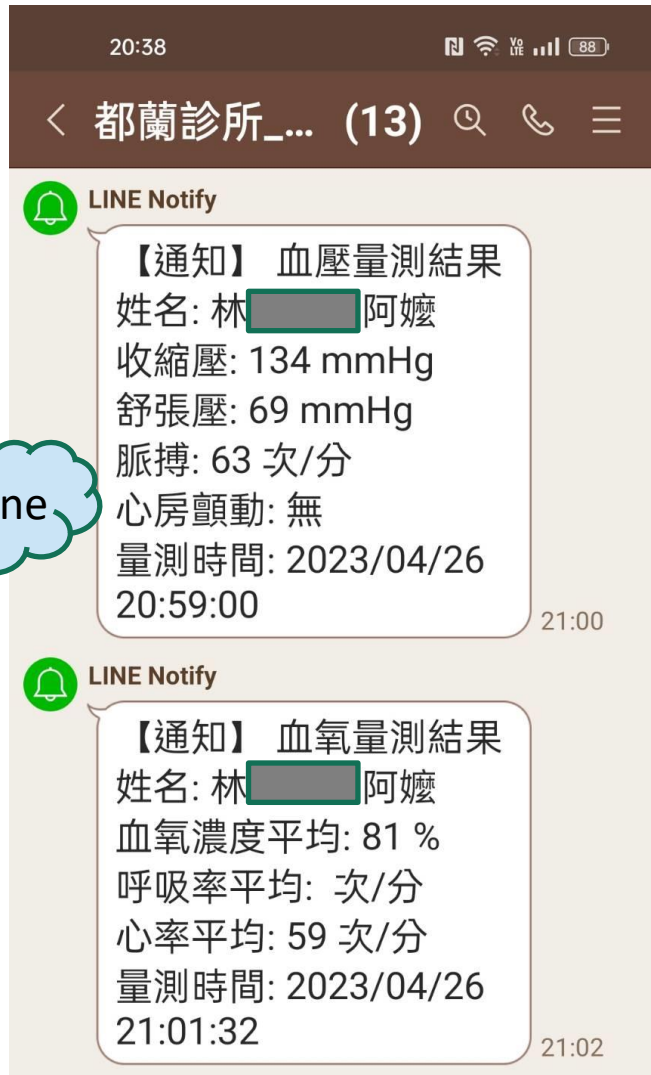 20:38
88
都蘭診所_... (13)
LINE Notify
【通知】 血壓量測結果
姓名: 林 阿嬤
收縮壓: 134 mmHg
舒張壓: 69 mmHg
脈搏: 63 次/分
心房顫動: 無
量測時間: 2023/04/26
20:59:00
21:00
ne
LINE Notify
【通知】 血氧量測結果
姓名: 林 阿嬤
血氧濃度平均: 81 %
呼吸率平均: 次/分
心率平均: 59 次/分
量測時間: 2023/04/26
21:01:32
21:02